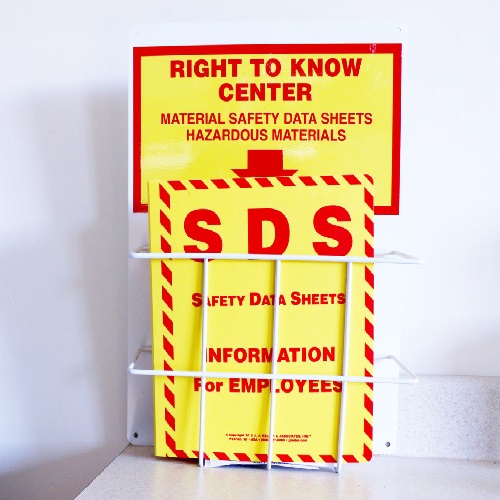 RIGHT TO KNOW
CENTER
MATERIAL SAFETY DATA SHEETS
HAZARDOUS MATERIALS
SDS
SAFETY DATA SHEETS
INFORMATION
For EMPLOYEES